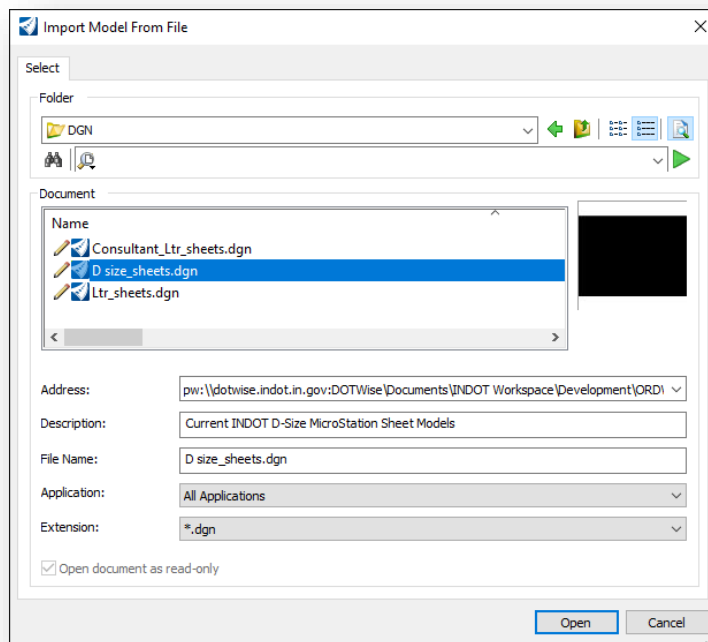 Import Model From File
Select
Folder
DGN
Document
Name
Consultant_Ltr_sheets.dgn
D size_sheets.dgn
Ltr_sheets.dgn
Address: pw:\\dotwise.indot.in.gov:DOTWise\Documents\INDOT Workspace\Development\ORD\
Description: Current INDOT D-Size MicroStation Sheet Models
File Name: D size_sheets.dgn
Application: All Applications
Extension: *.dgn
Open document as read-only
Open Cancel